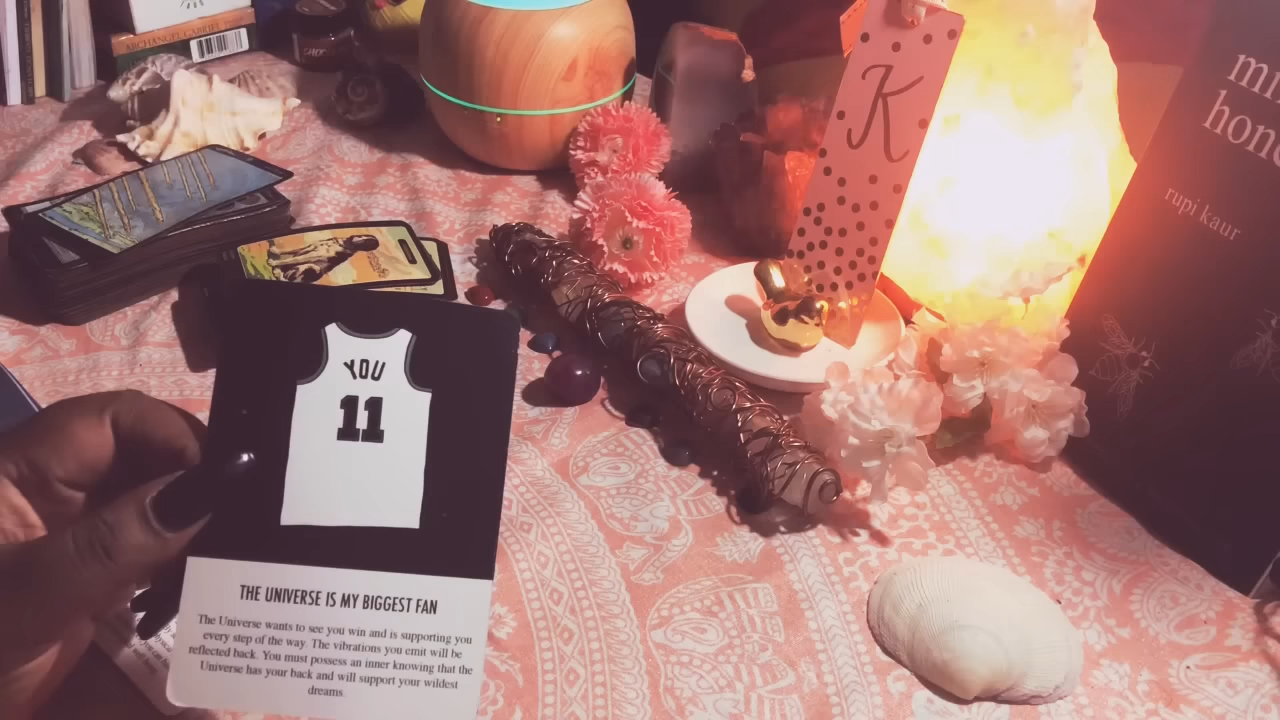 ARCHANGEL GABRIEL
K
rupi kaur
YOU
11
THE UNIVERSE IS MY BIGGEST FAN
The Universe wants to see you win and is supporting you
every step of the way. The vibrations you emit will be
reflected back. You must possess an inner knowing that the
Universe has your back and will support your wildest
dreams.